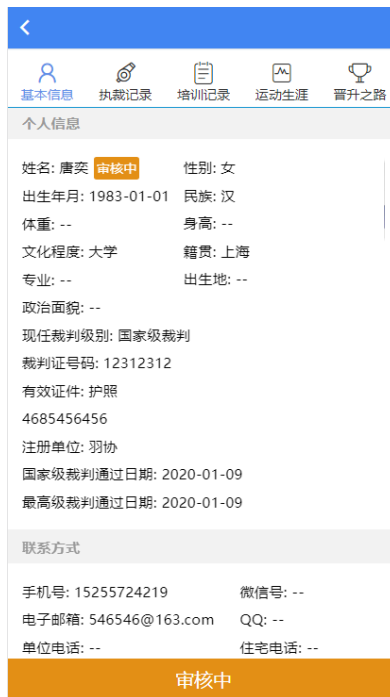 基本信息 执裁记录 培训记录 运动生涯 晋升之路
个人信息
姓名: 唐奕 审核中 性别: 女
出生年月: 1983-01-01 民族: 汉
体重: -- 身高: --
文化程度: 大学 籍贯: 上海
专业: -- 出生地: --
政治面貌: --
现任裁判级别: 国家级裁判
裁判证号码: 12312312
有效证件: 护照
4685456456
注册单位: 羽协
国家级裁判通过日期: 2020-01-09
最高级裁判通过日期: 2020-01-09
联系方式
手机号: 15255724219 微信号: --
电子邮箱: 546546@163.com QQ: --
单位电话: -- 住宅电话: --
审核中